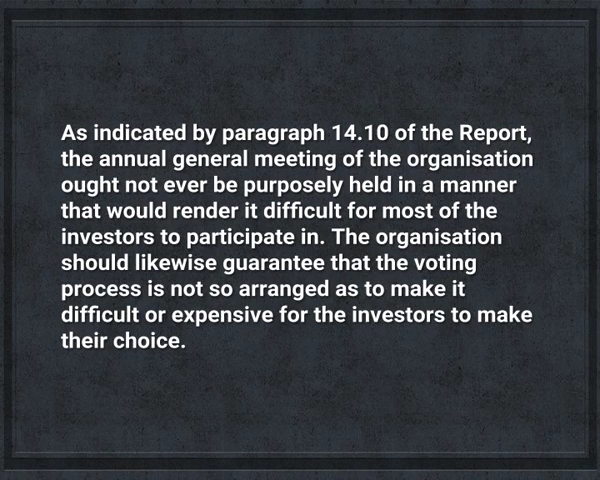 As indicated by paragraph 14.10 of the Report,
the annual general meeting of the organisation
ought not ever be purposely held in a manner
that would render it difficult for most of the
investors to participate in. The organisation
should likewise guarantee that the voting
process is not so arranged as to make it
difficult or expensive for the investors to make
their choice.